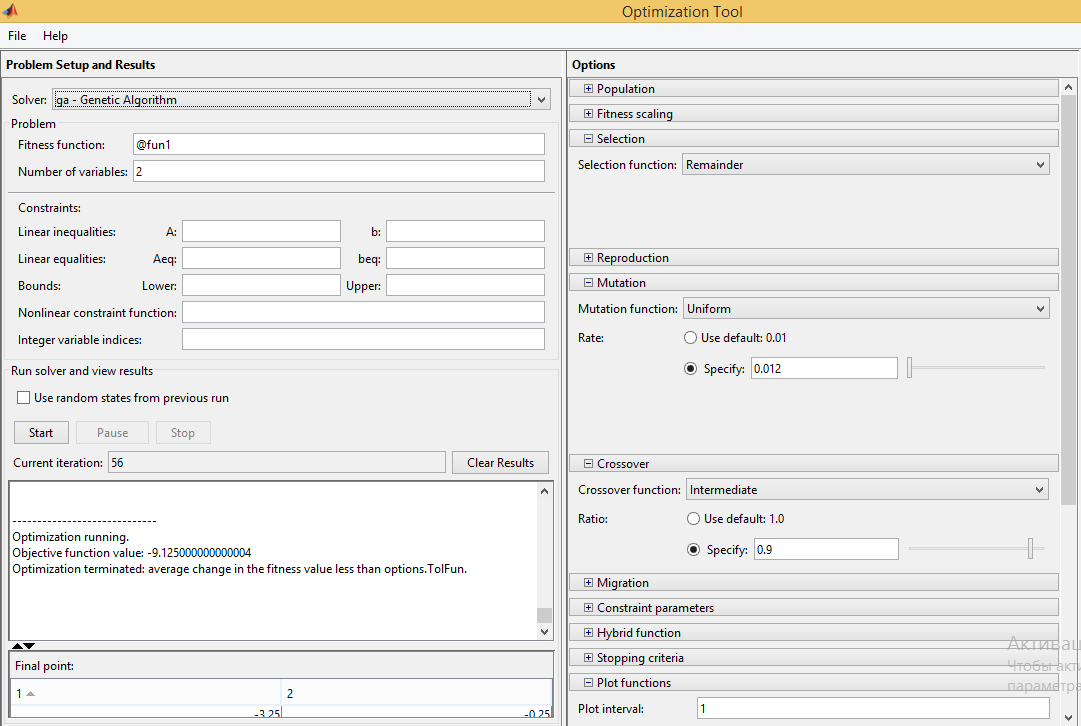 Optimization Tool
File Help
Problem Setup and Results
Solver: ga - Genetic Algorithm
Problem
Fitness function: @fun1
Number of variables: 2
Constraints:
Linear inequalities: A: b:
Linear equalities: Aeq: beq:
Bounds: Lower: Upper:
Nonlinear constraint function:
Integer variable indices:
Run solver and view results
Use random states from previous run
Start Pause Stop
Current iteration: 56 Clear Results
-----------------------------
Optimization running.
Objective function value: -9.125000000000004
Optimization terminated: average change in the fitness value less than options.TolFun.
Final point:
1 2
-3.25 -0.25
Options
Population
Fitness scaling
Selection
Selection function: Remainder
Reproduction
Mutation
Mutation function: Uniform
Rate: Use default: 0.01
Specify: 0.012
Crossover
Crossover function: Intermediate
Ratio: Use default: 1.0
Specify: 0.9
Migration
Constraint parameters
Hybrid function
Stopping criteria
Plot functions
Plot interval: 1
Чтобы